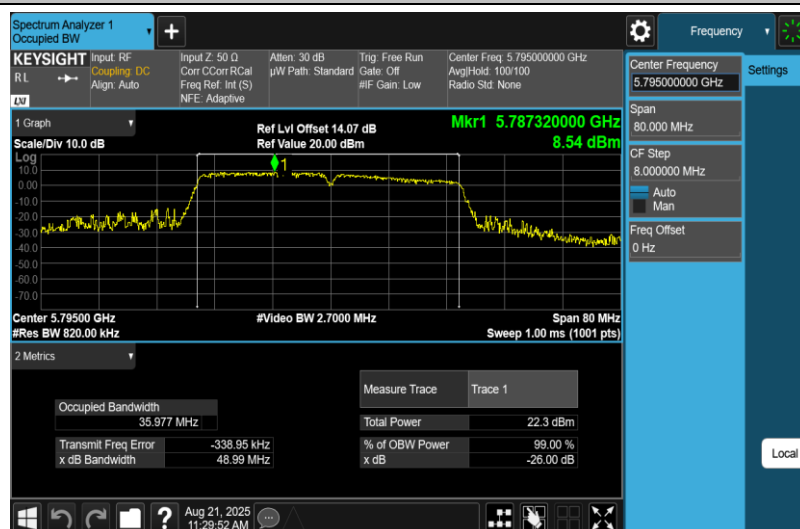 Spectrum Analyzer 1
Occupied BW
Frequency
KEYSIGHT
R L
LXI
Input: RF
Coupling: DC
Align: Auto
Input Z: 50 Ω
Corr CCorr RCal
Freq Ref: Int (S)
NFE: Adaptive
Atten: 30 dB
µW Path: Standard
Trig: Free Run
Gate: Off
#IF Gain: Low
Center Freq: 5.795000000 GHz
Avg|Hold: 100/100
Radio Std: None
Center Frequency
5.795000000 GHz
Settings
Span
80.000 MHz
CF Step
8.000000 MHz
Auto
Man
Freq Offset
0 Hz
Local
1 Graph
Scale/Div 10.0 dB
Ref Lvl Offset 14.07 dB
Ref Value 20.00 dBm
Mkr1 5.787320000 GHz
8.54 dBm
Log
10.0
0.00
-10.0
-20.0
-30.0
-40.0
-50.0
-60.0
-70.0
1
Center 5.79500 GHz
#Res BW 820.00 kHz
#Video BW 2.7000 MHz
Span 80 MHz
Sweep 1.00 ms (1001 pts)
2 Metrics
Measure Trace Trace 1
Occupied Bandwidth
35.977 MHz
Total Power 22.3 dBm
Transmit Freq Error -338.95 kHz
% of OBW Power 99.00 %
x dB Bandwidth 48.99 MHz
x dB -26.00 dB
?
Aug 21, 2025
11:29:52 AM